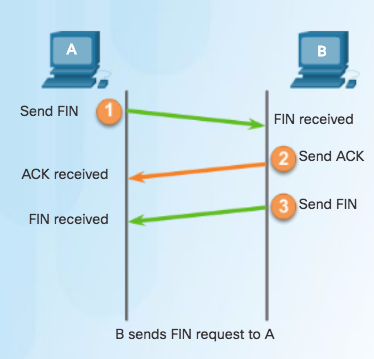 A
B
Send FIN
1
FIN received
2
Send ACK
ACK received
3
Send FIN
FIN received
B sends FIN request to A